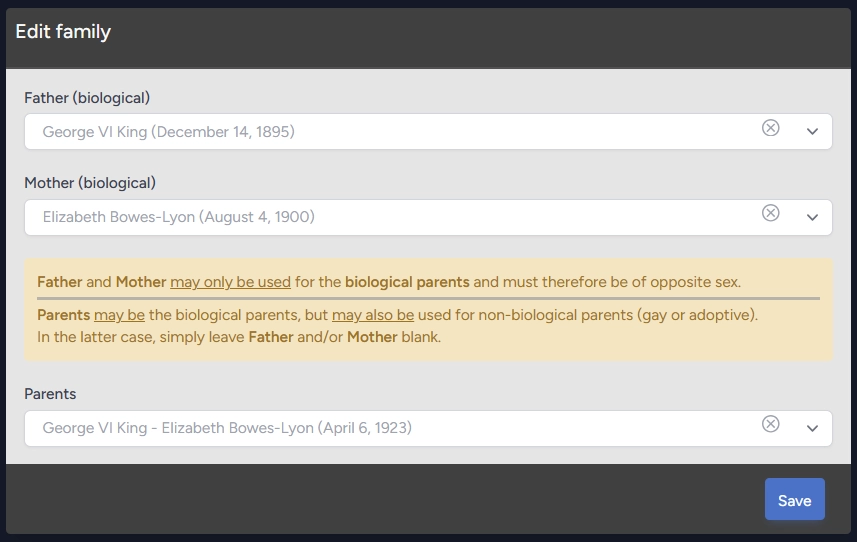 Edit family
Father (biological)
George VI King (December 14, 1895)
Mother (biological)
Elizabeth Bowes-Lyon (August 4, 1900)
Father and Mother may only be used for the biological parents and must therefore be of opposite sex.
Parents may be the biological parents, but may also be used for non-biological parents (gay or adoptive).
In the latter case, simply leave Father and/or Mother blank.
Parents
George VI King - Elizabeth Bowes-Lyon (April 6, 1923)
Save